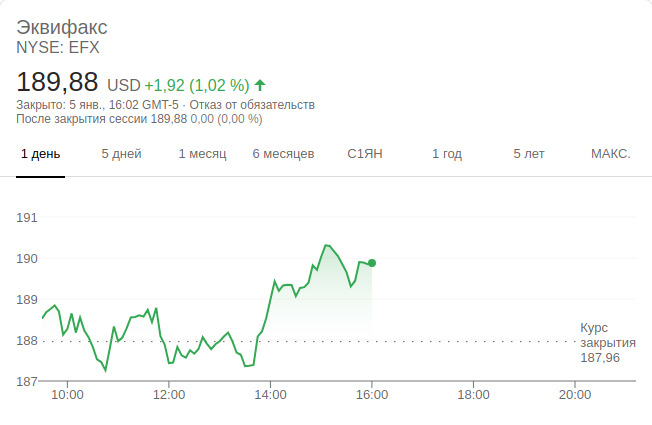 Эквифакс
NYSE: EFX
189,88 USD +1,92 (1,02 %)
Закрыто: 5 янв., 16:02 GMT-5 · Отказ от обязательств
После закрытия сессии 189,88 0,00 (0,00 %)
1 день 5 дней 1 месяц 6 месяцев С1ЯН 1 год 5 лет МАКС.
191
190
189
188
187
Курс
закрытия
187,96
10:00 12:00 14:00 16:00 18:00 20:00